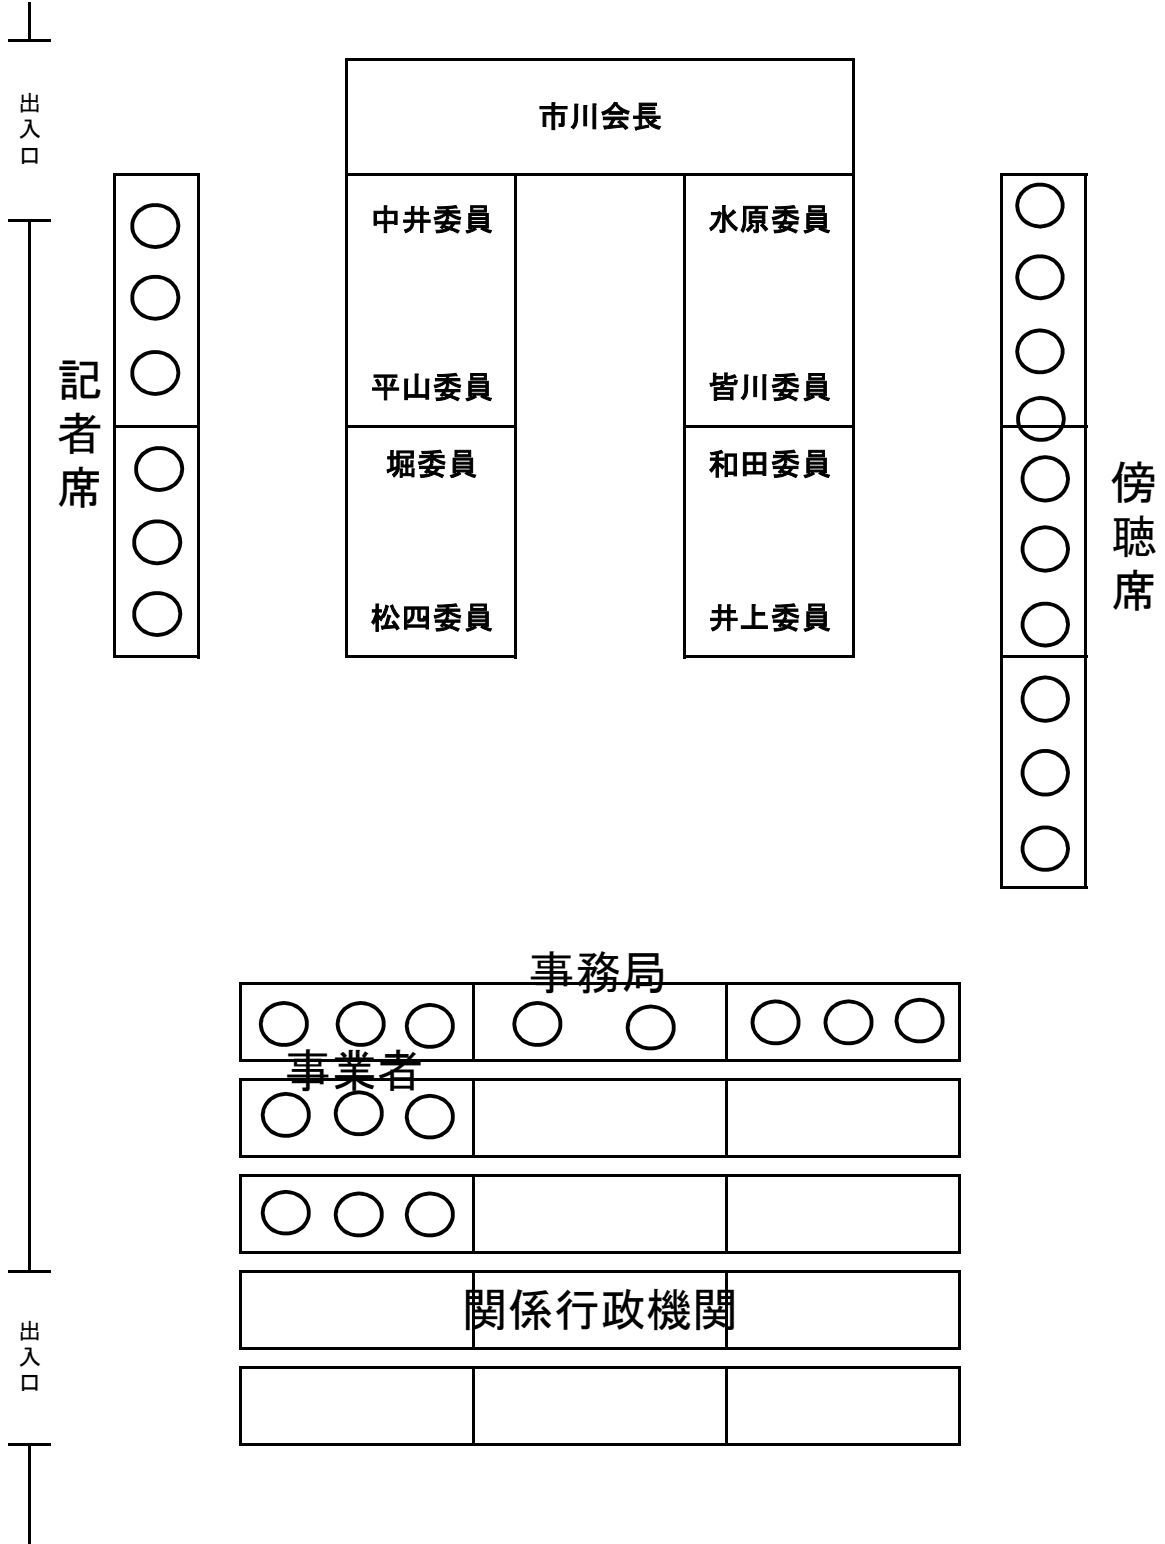 出入口
市川会長
中井委員 水原委員
平山委員 皆川委員
堀委員 和田委員
松四委員 井上委員
記者席
傍聴席
事務局
事業者
関係行政機関
出入口